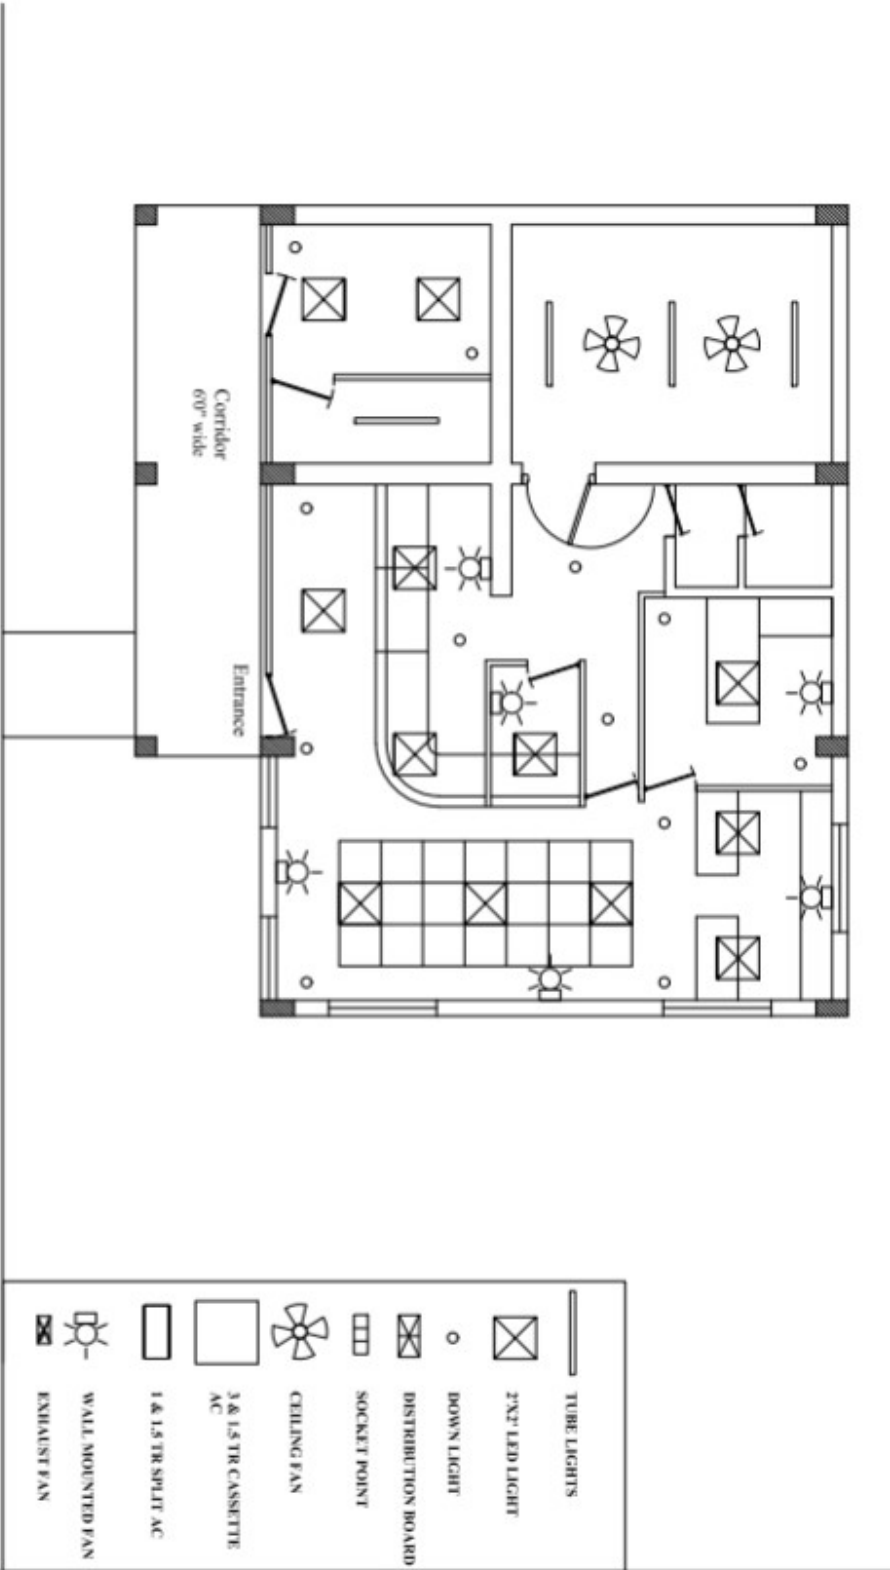 Corridor
6'0" wide
Entrance
TUBE LIGHTS
2'X2' LED LIGHT
DOWN LIGHT
DISTRIBUTION BOARD
SOCKET POINT
CEILING FAN
3 & 1.5 TR CASSETTE
AC
1 & 1.5 TR SPLIT AC
WALL MOUNTED FAN
EXHAUST FAN